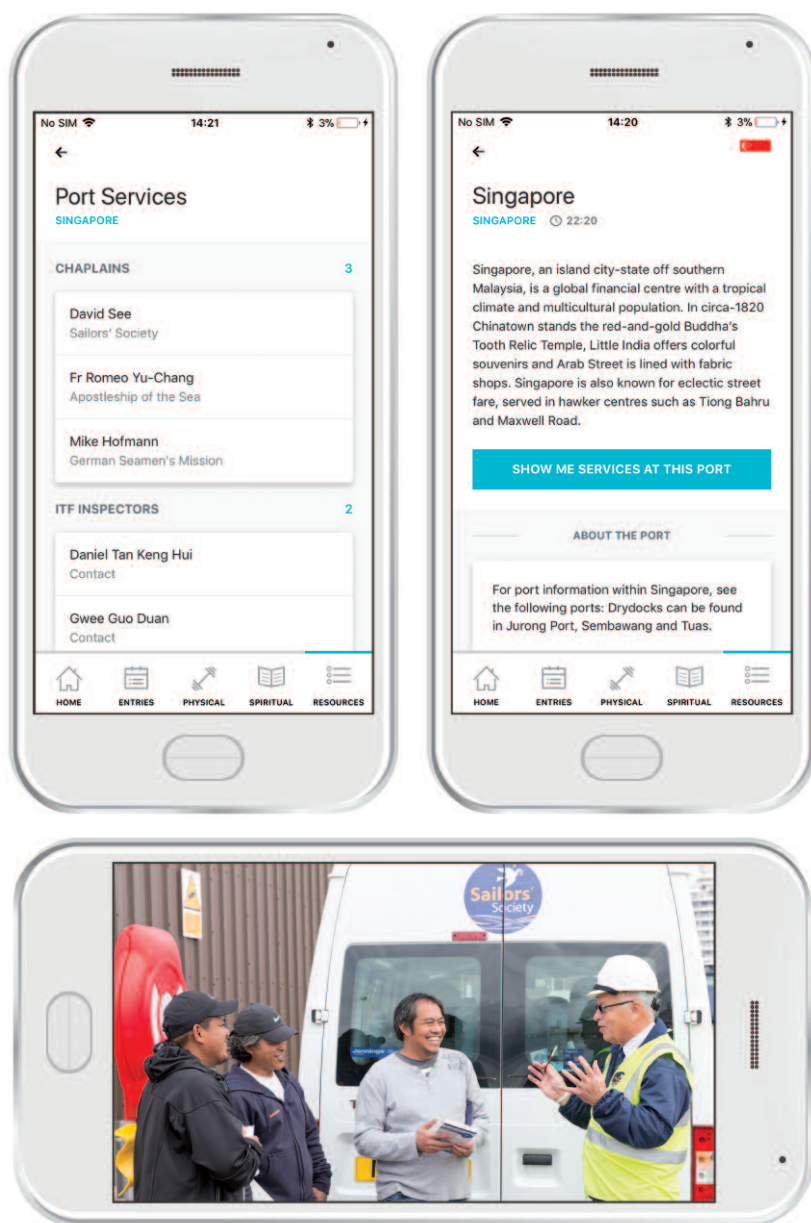 No SIM 14:21 3%
Port Services
SINGAPORE
CHAPLAINS 3
David See
Sailors' Society
Fr Romeo Yu-Chang
Apostleship of the Sea
Mike Hofmann
German Seamen's Mission
ITF INSPECTORS 2
Daniel Tan Keng Hui
Contact
Gwee Guo Duan
Contact
HOME ENTRIES PHYSICAL SPIRITUAL RESOURCES
No SIM 14:20 3%
Singapore
SINGAPORE 22:20
Singapore, an island city-state off southern
Malaysia, is a global financial centre with a tropical
climate and multicultural population. In circa-1820
Chinatown stands the red-and-gold Buddha's
Tooth Relic Temple, Little India offers colorful
souvenirs and Arab Street is lined with fabric
shops. Singapore is also known for eclectic street
fare, served in hawker centres such as Tiong Bahru
and Maxwell Road.
SHOW ME SERVICES AT THIS PORT
ABOUT THE PORT
For port information within Singapore, see
the following ports: Drydocks can be found
in Jurong Port, Sembawang and Tuas.
HOME ENTRIES PHYSICAL SPIRITUAL RESOURCES
Sailors'
Society
Jennings